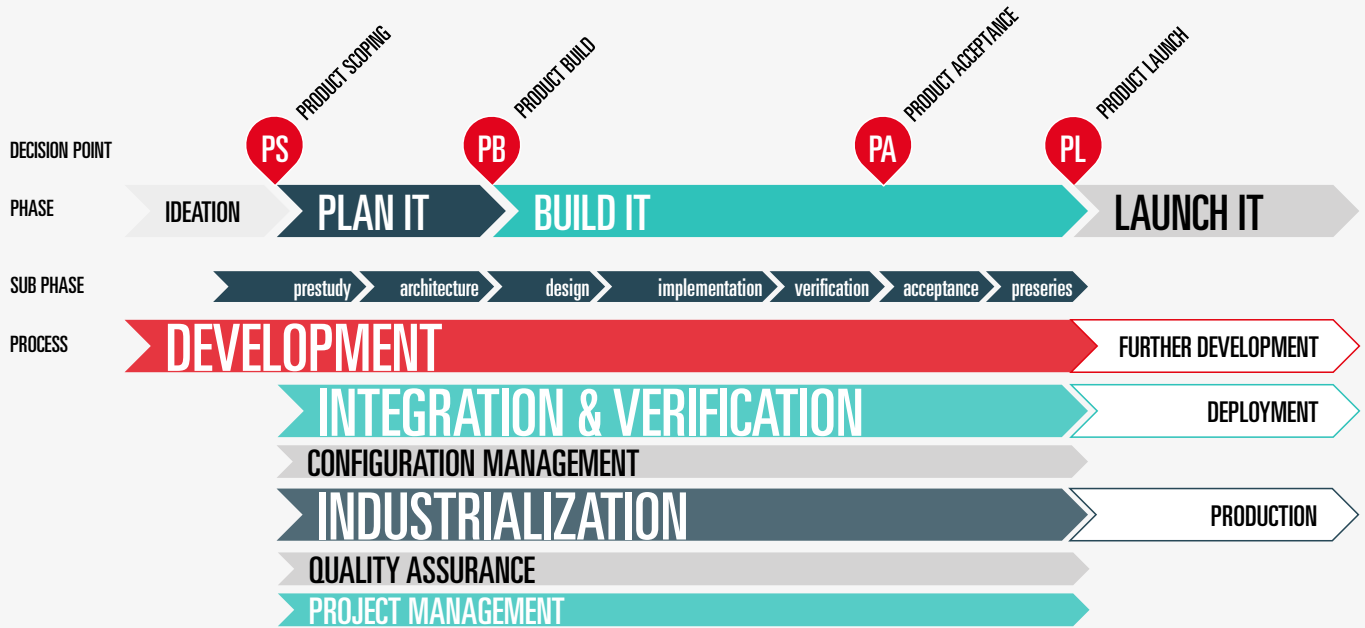 PRODUCT SCOPING
PRODUCT BUILD
PRODUCT ACCEPTANCE
PRODUCT LAUNCH
DECISION POINT
PS
PB
PA
PL
PHASE
IDEATION
PLAN IT
BUILD IT
LAUNCH IT
SUB PHASE
prestudy
architecture
design
implementation
verification
acceptance
preseries
PROCESS
DEVELOPMENT
FURTHER DEVELOPMENT
INTEGRATION & VERIFICATION
DEPLOYMENT
CONFIGURATION MANAGEMENT
INDUSTRIALIZATION
PRODUCTION
QUALITY ASSURANCE
PROJECT MANAGEMENT